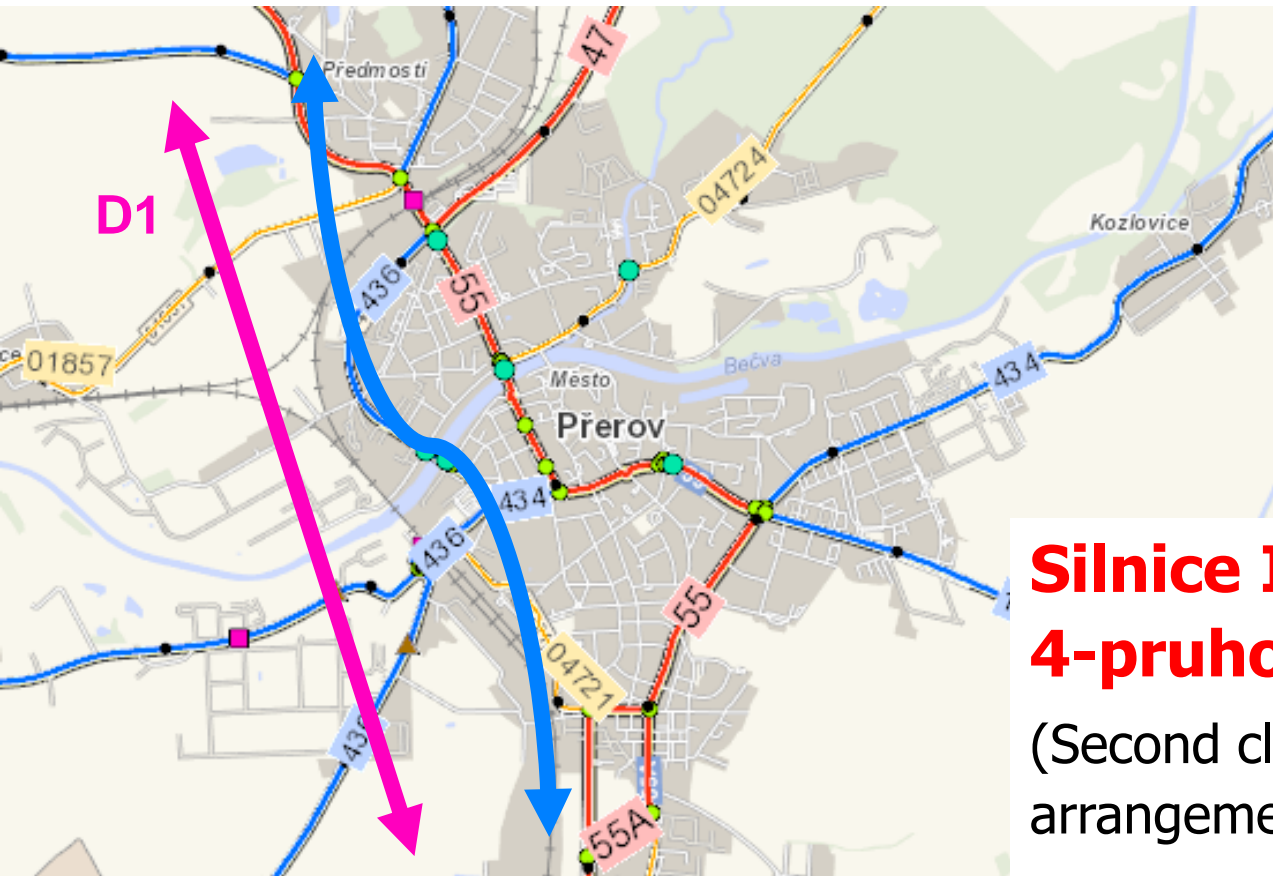 Předmostí
47
D1
04724
Kozlovice
436
55
01857
Bečva
434
Město
Přerov
434
436
55
04721
436
55A
Silnice
4-pruho
(Second cl
arrangeme